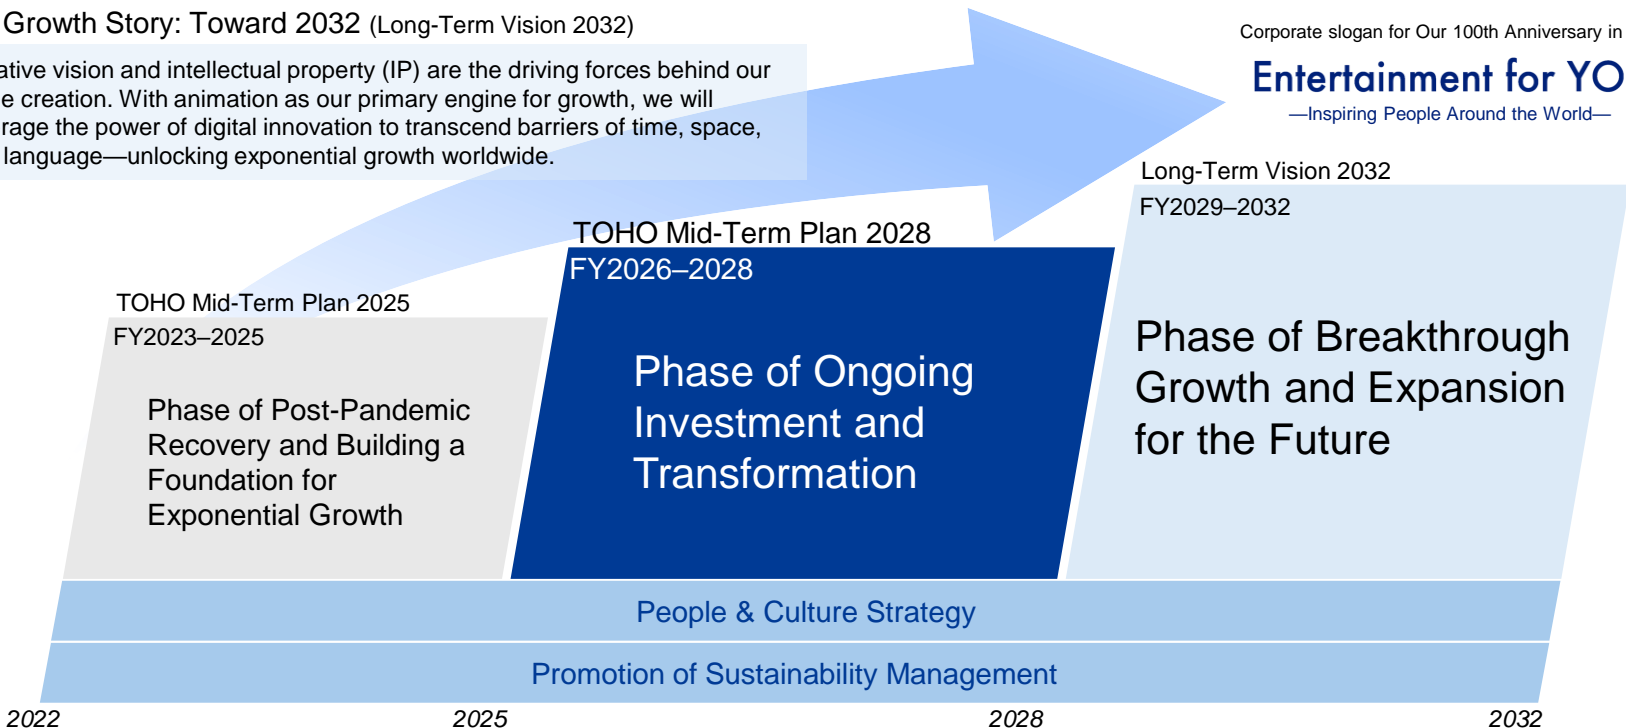 Growth Story: Toward 2032 (Long-Term Vision 2032)
ative vision and intellectual property (IP) are the driving forces behind our
e creation. With animation as our primary engine for growth, we will
rage the power of digital innovation to transcend barriers of time, space,
language—unlocking exponential growth worldwide.
Corporate slogan for Our 100th Anniversary in
Entertainment for YO
—Inspiring People Around the World—
TOHO Mid-Term Plan 2025
FY2023–2025
Phase of Post-Pandemic
Recovery and Building a
Foundation for
Exponential Growth
TOHO Mid-Term Plan 2028
FY2026–2028
Phase of Ongoing
Investment and
Transformation
Long-Term Vision 2032
FY2029–2032
Phase of Breakthrough
Growth and Expansion
for the Future
People & Culture Strategy
Promotion of Sustainability Management
2022
2025
2028
2032